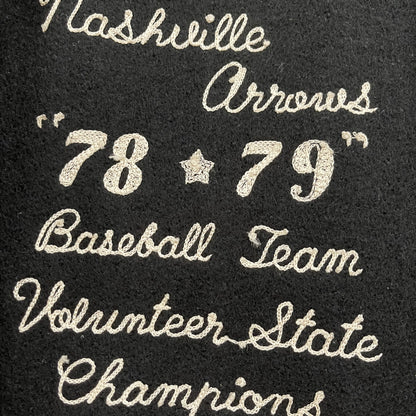 Nashville
Arrows
"78 ★ 79"
Baseball Team
Volunteer State
Champions